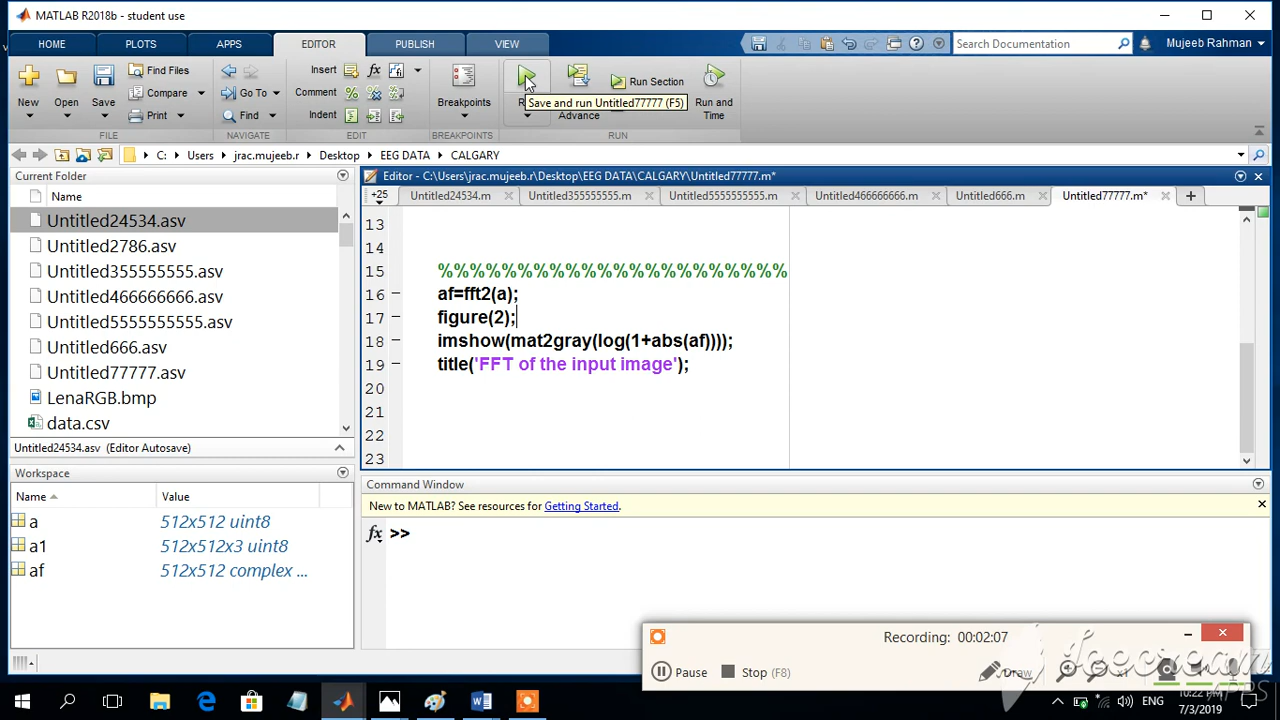 MATLAB R2018b - student use
HOME PLOTS APPS EDITOR PUBLISH VIEW
Search Documentation Mujeeb Rahman
New Open Save Find Files Compare Print
Go To Find
Insert Comment Indent
Breakpoints
Run Section Run and Time
Advance
Save and run Untitled77777 (F5)
FILE NAVIGATE EDIT BREAKPOINTS RUN
C: Users jrac.mujeeb.r Desktop EEG DATA CALGARY
Current Folder
Name
Untitled24534.asv
Untitled2786.asv
Untitled355555555.asv
Untitled466666666.asv
Untitled5555555555.asv
Untitled666.asv
Untitled77777.asv
LenaRGB.bmp
data.csv
Untitled24534.asv (Editor Autosave)
Workspace
Name Value
a 512x512 uint8
a1 512x512x3 uint8
af 512x512 complex ...
Editor - C:\Users\jrac.mujeeb.r\Desktop\EEG DATA\CALGARY\Untitled77777.m*
+25 Untitled24534.m Untitled355555555.m Untitled5555555555.m Untitled466666666.m Untitled666.m Untitled77777.m*
13
14
15 %%%%%%%%%%%%%%%%%%%%%%
16 af=fft2(a);
17 figure(2);
18 imshow(mat2gray(log(1+abs(af))));
19 title('FFT of the input image');
20
21
22
23
Command Window
New to MATLAB? See resources for Getting Started.
fx >>
Recording: 00:02:07
Pause Stop (F8) Draw x1
Icecream
APPS
ENG
10:22 PM
7/3/2019